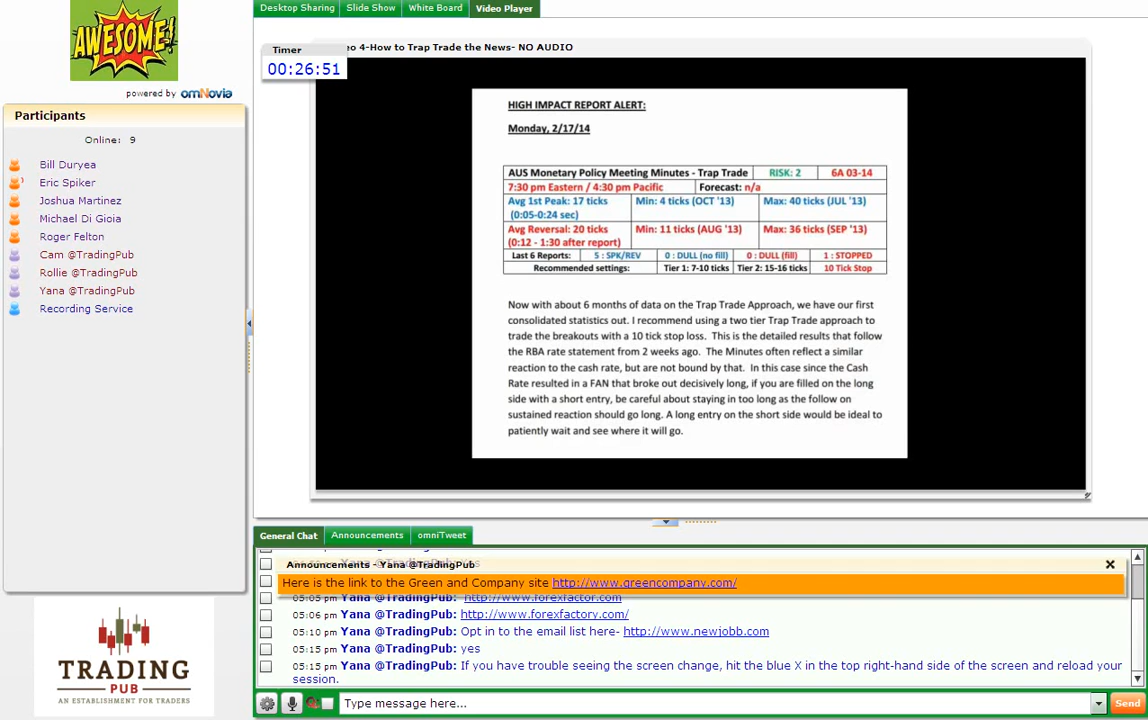 Desktop Sharing Slide Show White Board Video Player
AWESOME!
powered by omNovia
Participants
Online: 9
Bill Duryea
Eric Spiker
Joshua Martinez
Michael Di Gioia
Roger Felton
Cam @TradingPub
Rollie @TradingPub
Yana @TradingPub
Recording Service
TRADING
PUB
AN ESTABLISHMENT FOR TRADERS
Timer
00:26:51
4-How to Trap Trade the News- NO AUDIO
HIGH IMPACT REPORT ALERT:
Monday, 2/17/14
AUS Monetary Policy Meeting Minutes - Trap Trade RISK: 2 6A 03-14
7:30 pm Eastern / 4:30 pm Pacific Forecast: n/a
Avg 1st Peak: 17 ticks Min: 4 ticks (OCT '13) Max: 40 ticks (JUL '13)
(0:05-0:24 sec)
Avg Reversal: 20 ticks Min: 11 ticks (AUG '13) Max: 36 ticks (SEP '13)
(0:12 - 1:30 after report)
Last 6 Reports: 5 : SPK/REV 0 : DULL (no fill) 0 : DULL (fill) 1 : STOPPED
Recommended settings: Tier 1: 7-10 ticks Tier 2: 15-16 ticks 10 Tick Stop
Now with about 6 months of data on the Trap Trade Approach, we have our first
consolidated statistics out. I recommend using a two tier Trap Trade approach to
trade the breakouts with a 10 tick stop loss. This is the detailed results that follow
the RBA rate statement from 2 weeks ago. The Minutes often reflect a similar
reaction to the cash rate, but are not bound by that. In this case since the Cash
Rate resulted in a FAN that broke out decisively long, if you are filled on the long
side with a short entry, be careful about staying in too long as the follow on
sustained reaction should go long. A long entry on the short side would be ideal to
patiently wait and see where it will go.
General Chat Announcements omniTweet
Announcements - Yana @TradingPub
Here is the link to the Green and Company site http://www.greencompany.com/
05:05 pm Yana @TradingPub: http://www.forexfactor.com
05:06 pm Yana @TradingPub: http://www.forexfactory.com/
05:10 pm Yana @TradingPub: Opt in to the email list here- http://www.newjobb.com
05:15 pm Yana @TradingPub: yes
05:15 pm Yana @TradingPub: If you have trouble seeing the screen change, hit the blue X in the top right-hand side of the screen and reload your
session.
Type message here...
Send